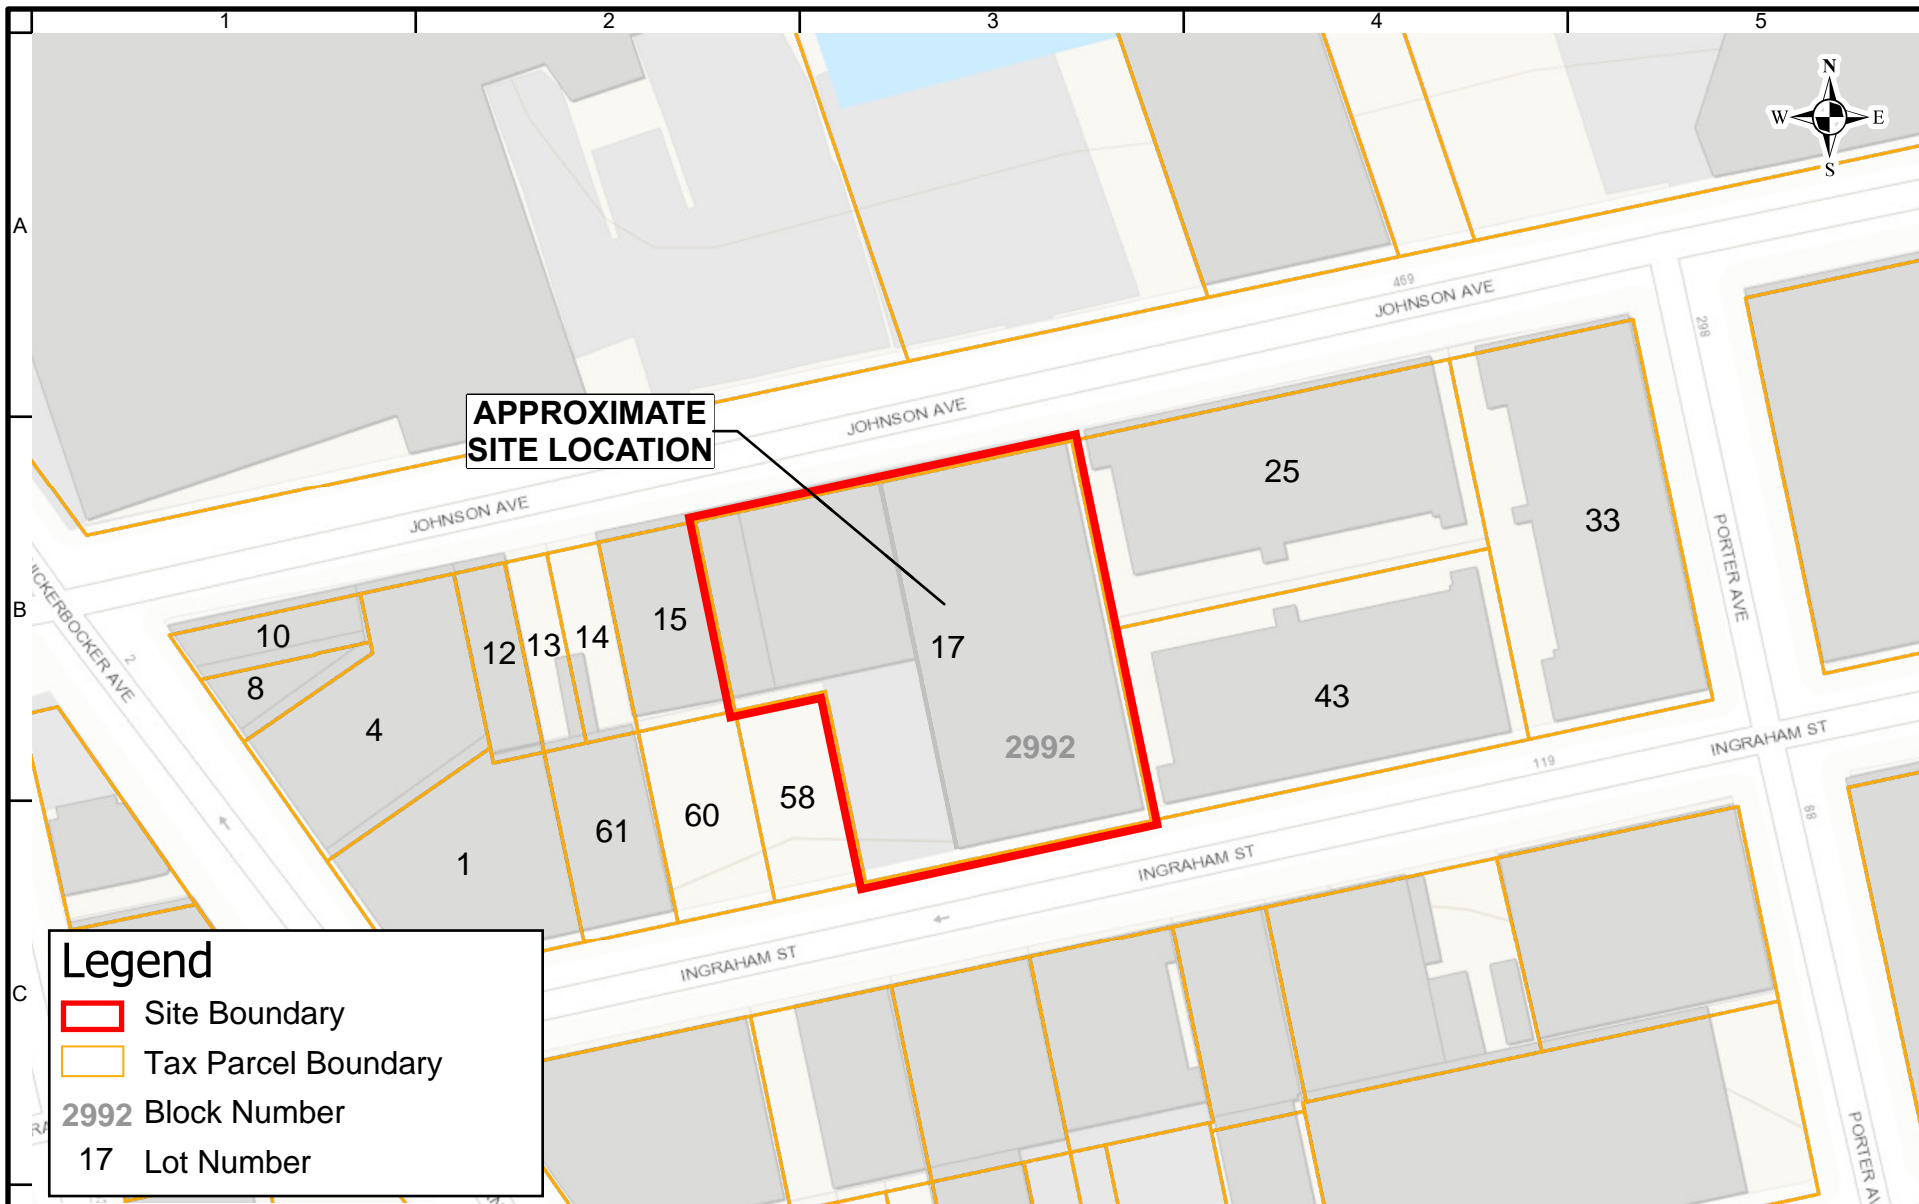 1 2 3 4 5
N
W E
S
A
469
JOHNSON AVE
298
APPROXIMATE
SITE LOCATION
JOHNSON AVE
25
33
JOHNSON AVE
PORTER AVE
B
10
12
13
14
15
17
2
8
4
43
2992
INGRAHAM ST
119
58
60
61
88
1
INGRAHAM ST
INGRAHAM ST
C
Legend
Site Boundary
Tax Parcel Boundary
2992 Block Number
17 Lot Number